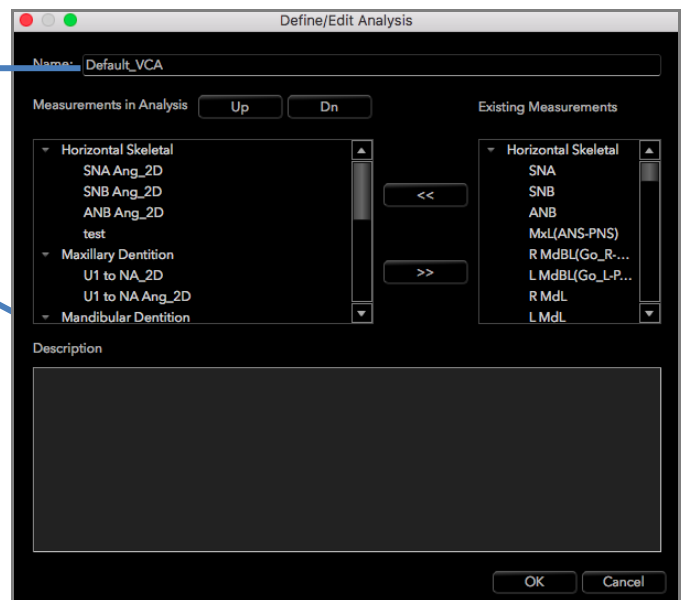 Define/Edit Analysis
Name: Default_VCA
Measurements in Analysis Up Dn Existing Measurements
Horizontal Skeletal
SNA Ang_2D
SNB Ang_2D
ANB Ang_2D
test
Maxillary Dentition
U1 to NA_2D
U1 to NA Ang_2D
Mandibular Dentition
<<
>>
Horizontal Skeletal
SNA
SNB
ANB
MxL(ANS-PNS)
R MdBL(Go_R-...
L MdBL(Go_L-P...
R MdL
L MdL
Description
OK Cancel